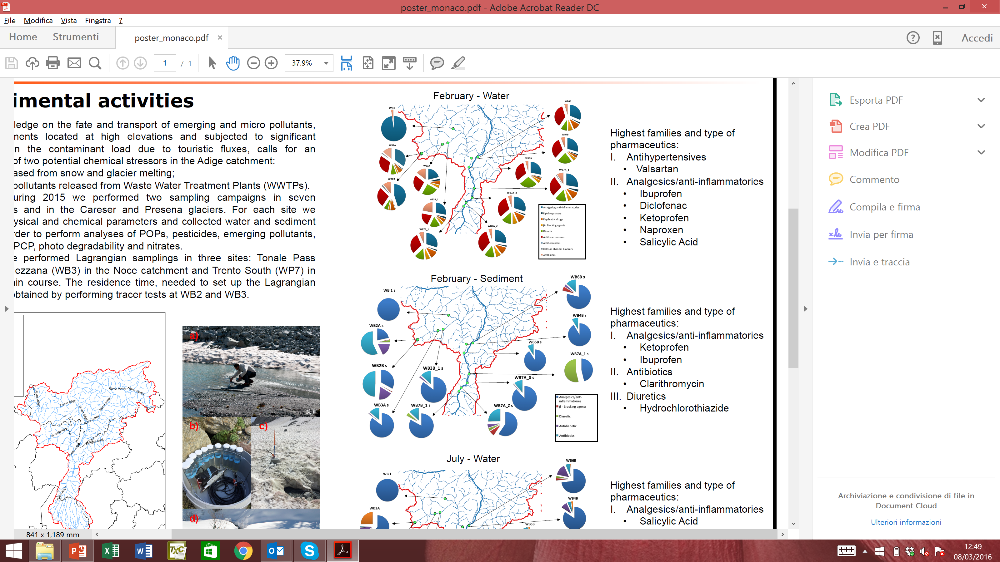 poster_monaco.pdf - Adobe Acrobat Reader DC
File Modifica Vista Finestra ?
Home Strumenti poster_monaco.pdf × Accedi
1 / 1 37.9%
imental activities
ledge on the fate and transport of emerging and micro pollutants,
ments located at high elevations and subjected to significant
n the contaminant load due to touristic fluxes, calls for an
of two potential chemical stressors in the Adige catchment:
ased from snow and glacier melting;
pollutants released from Waste Water Treatment Plants (WWTPs).
uring 2015 we performed two sampling campaigns in seven
s and in the Careser and Presena glaciers. For each site we
ysical and chemical parameters and collected water and sediment
rder to perform analyses of POPs, pesticides, emerging pollutants,
PCP, photo degradability and nitrates.
e performed Lagrangian samplings in three sites: Tonale Pass
lezzana (WB3) in the Noce catchment and Trento South (WP7) in
ain course. The residence time, needed to set up the Lagrangian
obtained by performing tracer tests at WB2 and WB3.
Fiume Rienza
Fiume Rienza
Fiume Adige
Fiume Adige
Fiume Isarco
Fiume Adige
Fiume Isarco
Torrente Noce
Torrente Avisio
Fiume Adige
Fiume Adige
a)
N. B.
b)
c)
d)
February - Water
WB1
WB6B
WB2A
WB4B
WB3A
WB5B
WB2B
WB7A_1
WB3B_1
WB7A_X
WB7B_1
WB7A_Z
Analgesics/anti-inflammatories
Lipid regulators
Psychiatric drugs
β - Blocking agents
Diuretic
Antihypertensives
Antihelminitics
Calcium channel blockers
Antibiotics
Highest families and type of
pharmaceutics:
I. Antihypertensives
• Valsartan
II. Analgesics/anti-inflammatories
• Ibuprofen
• Diclofenac
• Ketoprofen
• Naproxen
• Salicylic Acid
February - Sediment
WB 1 s
WB6B s
WB2A s
WB4B s
WB5B s
WB7A_1 s
WB2B s
WB3B_1 s
WB7A_X s
WB3A s
WB7B_1 s
WB7A_Z s
Analgesics/anti-
inflammatories
β - Blocking agents
Diuretic
Antidiabetic
Antibiotics
Highest families and type of
pharmaceutics:
I. Analgesics/anti-inflammatories
• Ketoprofen
• Ibuprofen
II. Antibiotics
• Clarithromycin
III. Diuretics
• Hydrochlorothiazide
July - Water
WB 1
WB6B
WB2A
WB4B
WB5B
Highest families and type of
pharmaceutics:
I. Analgesics/anti-inflammatories
• Salicylic Acid
Esporta PDF
Crea PDF
Modifica PDF
Commento
Compila e firma
Invia per firma
Invia e traccia
Archiviazione e condivisione di file in
Document Cloud
Ulteriori informazioni
841 x 1,189 mm
12:49
08/03/2016